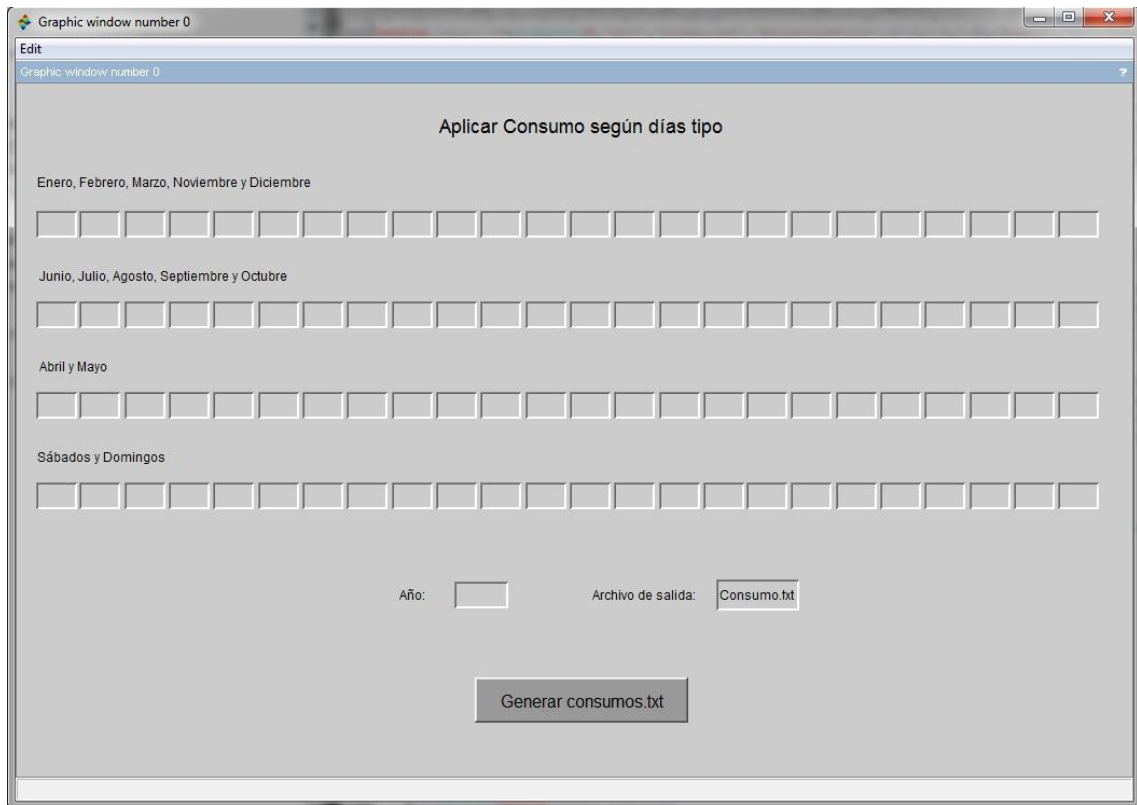 Graphic window number 0
Edit
Graphic window number 0 ?
Aplicar Consumo según días tipo
Enero, Febrero, Marzo, Noviembre y Diciembre
Junio, Julio, Agosto, Septiembre y Octubre
Abril y Mayo
Sábados y Domingos
Año: Archivo de salida: Consumo.txt
Generar consumos.txt